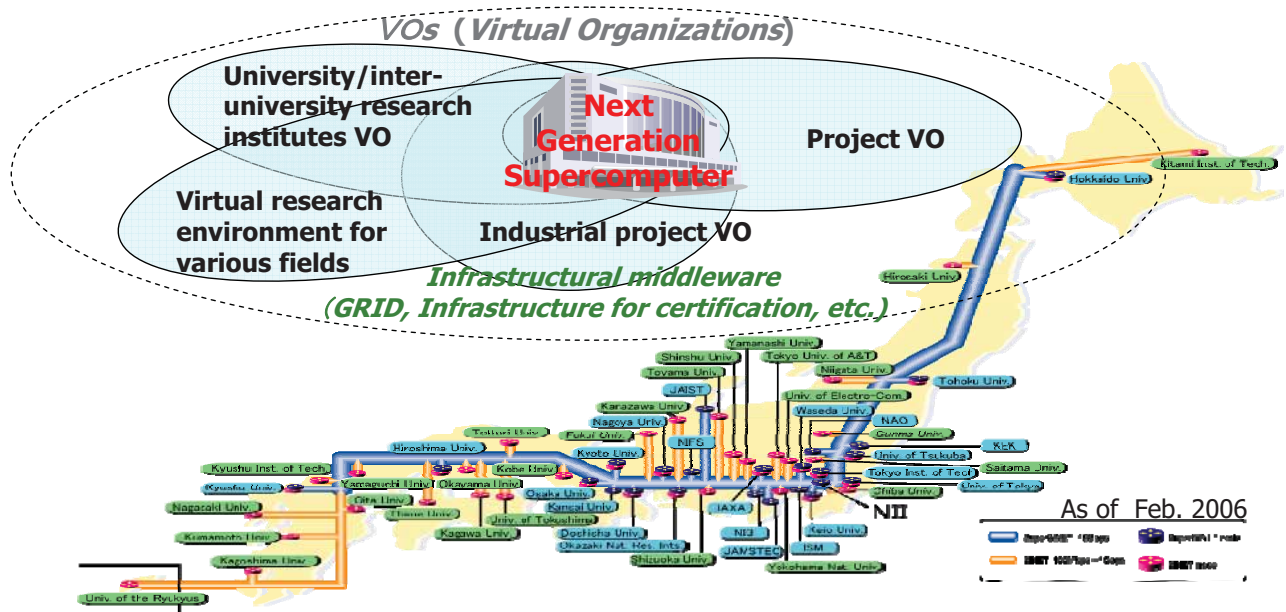 VOs (Virtual Organizations)
University/inter-
university research
institutes VO
Next
Generation
Supercomputer
Project VO
Virtual research
environment for
various fields
Industrial project VO
Infrastructural middleware
(GRID, Infrastructure for certification, etc.)
Kitami Inst. of Tech.
Hokkaido Univ.
Hirosaki Univ.
Yamanashi Univ.
Shinshu Univ.
Tokyo Univ. of A&T
Toyama Univ.
Niigata Univ.
Tohoku Univ.
JAIST
Univ. of Electro-Com.
Kanazawa Univ.
Waseda Univ.
Nagoya Univ.
NAO
Fukui Univ.
Gunma Univ.
Tottori Univ.
NIFS
KEK
Hiroshima Univ.
Kyoto Univ.
Univ. of Tsukuba
Kyushu Inst. of Tech.
Kobe Univ.
Tokyo Inst. of Tech.
Saitama Univ.
Kyushu Univ.
Yamaguchi Univ.
Okayama Univ.
Osaka Univ.
Univ. of Tokyo
Oita Univ.
Kansai Univ.
Chiba Univ.
Nagasaki Univ.
Ehime Univ.
JAXA
NII
Univ. of Tokushima
Keio Univ.
As of Feb. 2006
Kagawa Univ.
Doshisha Univ.
NIG
Kumamoto Univ.
Okazaki Nat. Res. Ints.
ISM
Shizuoka Univ.
JAMSTEC
Kagoshima Univ.
Yokohama Nat. Univ.
Univ. of the Ryukyus